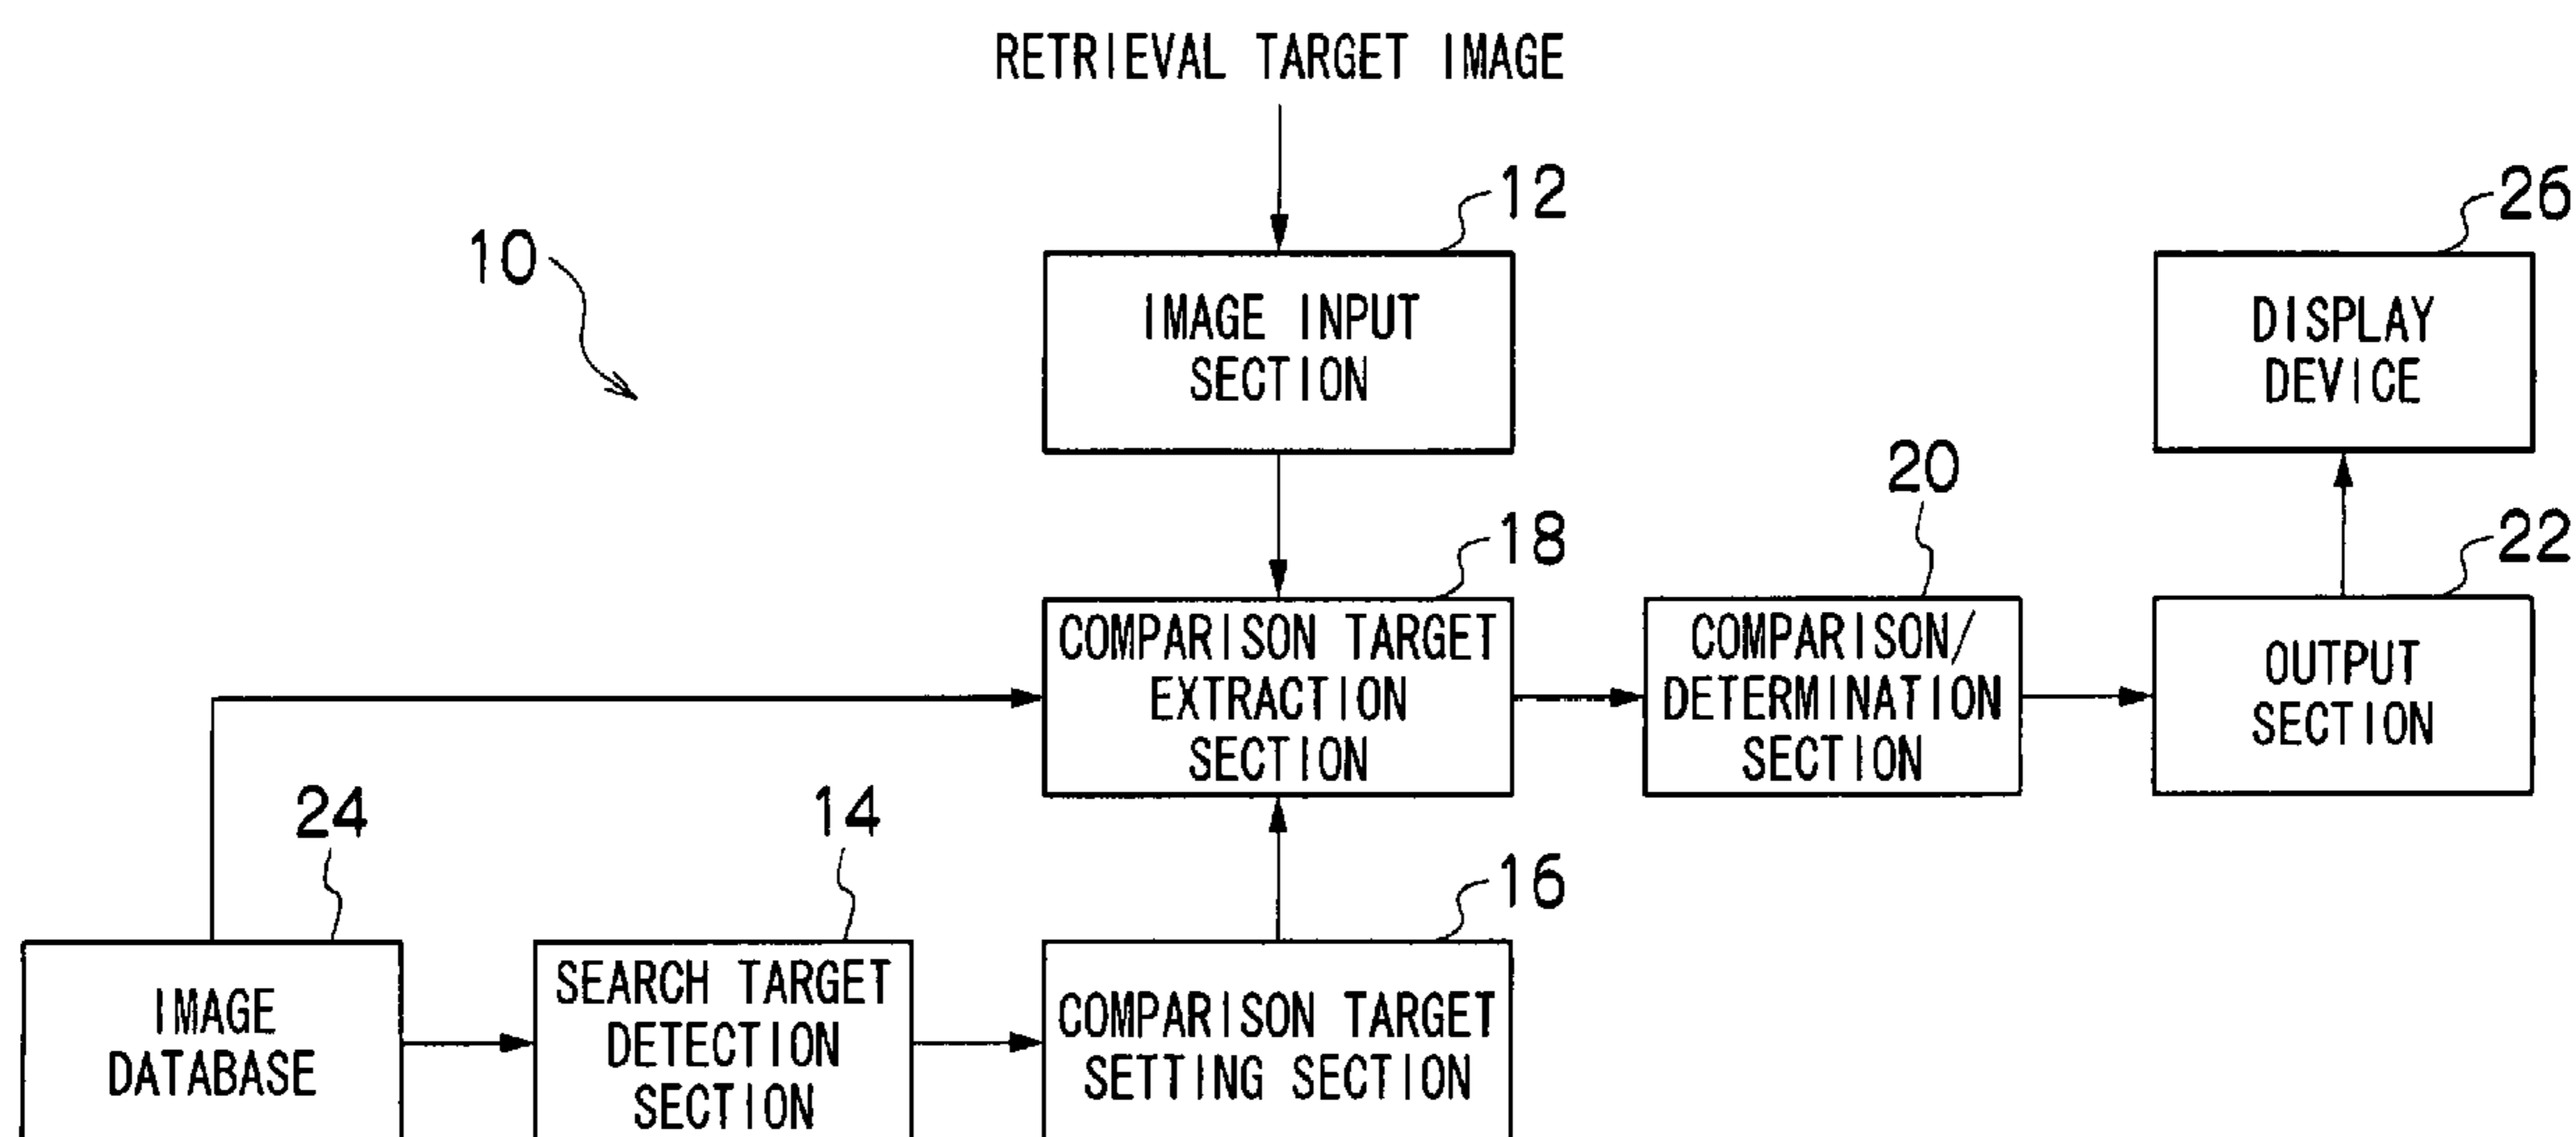 RETRIEVAL TARGET IMAGE
10
12
IMAGE INPUT
SECTION
26
DISPLAY
DEVICE
18
COMPARISON TARGET
EXTRACTION
SECTION
20
COMPARISON/
DETERMINATION
SECTION
22
OUTPUT
SECTION
24
IMAGE
DATABASE
14
SEARCH TARGET
DETECTION
SECTION
16
COMPARISON TARGET
SETTING SECTION